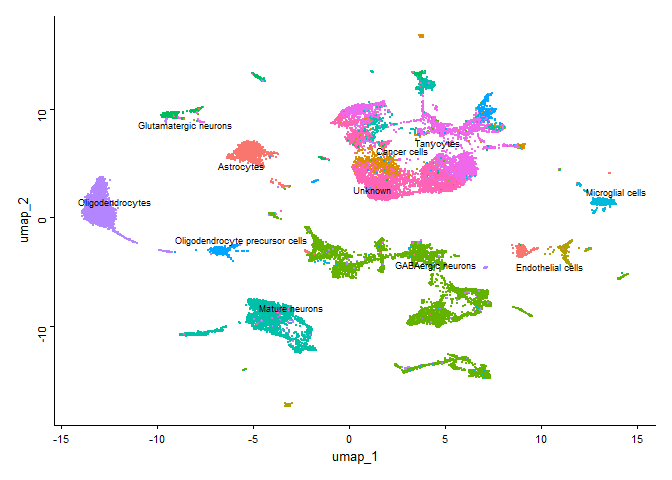 10
Glutamatergic neurons
Tanycytes
Cancer cells
Astrocytes
Unknown
Microglial cells
Oligodendrocytes
0
umap_2
Oligodendrocyte precursor cells
GABAergic neurons
Endothelial cells
Mature neurons
-10
-15 -10 -5 0 5 10 15
umap_1